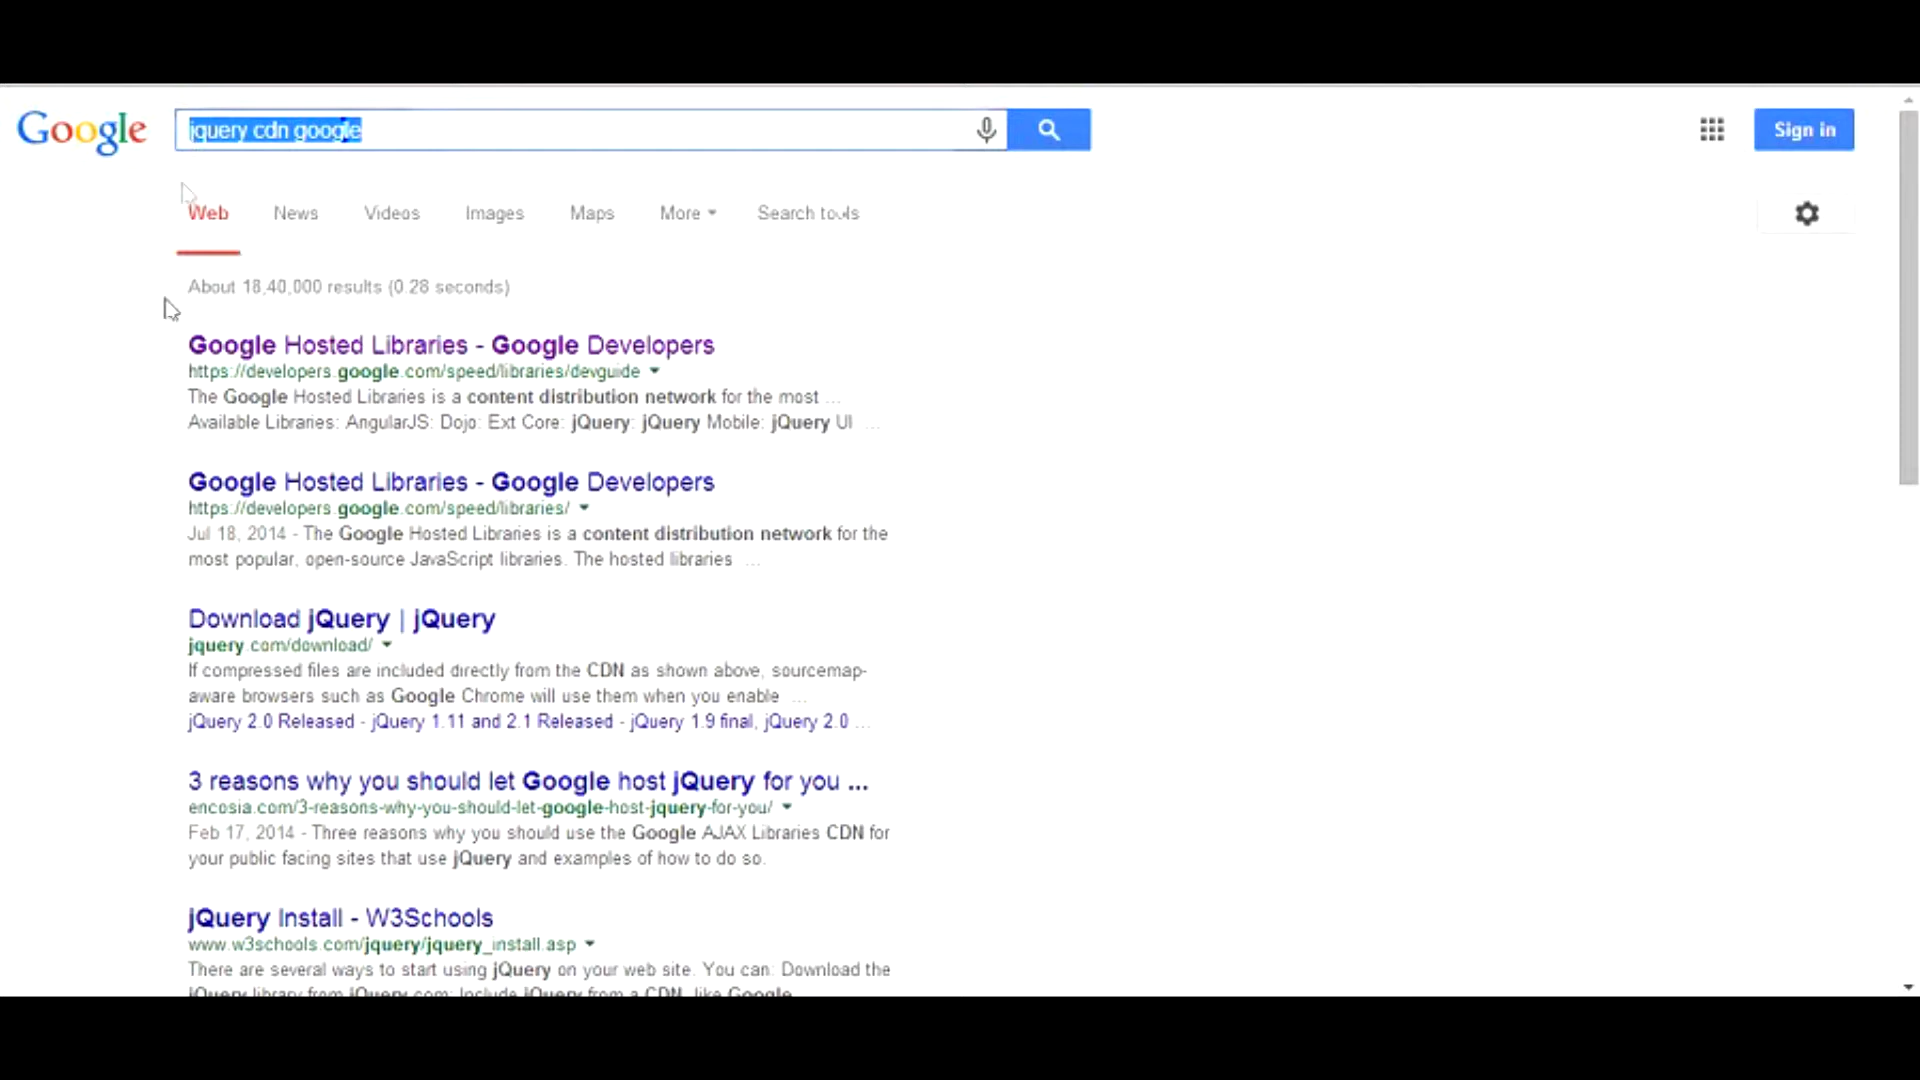 Google
jquery cdn google
Sign in
Web News Videos Images Maps More Search tools
About 18,40,000 results (0.28 seconds)
Google Hosted Libraries - Google Developers
https://developers.google.com/speed/libraries/devguide
The Google Hosted Libraries is a content distribution network for the most ...
Available Libraries: AngularJS: Dojo: Ext Core: jQuery: jQuery Mobile: jQuery UI ...
Google Hosted Libraries - Google Developers
https://developers.google.com/speed/libraries/
Jul 18, 2014 - The Google Hosted Libraries is a content distribution network for the
most popular, open-source JavaScript libraries. The hosted libraries ...
Download jQuery | jQuery
jquery.com/download/
If compressed files are included directly from the CDN as shown above, sourcemap-
aware browsers such as Google Chrome will use them when you enable ...
jQuery 2.0 Released - jQuery 1.11 and 2.1 Released - jQuery 1.9 final, jQuery 2.0 ...
3 reasons why you should let Google host jQuery for you ...
encosia.com/3-reasons-why-you-should-let-google-host-jquery-for-you/
Feb 17, 2014 - Three reasons why you should use the Google AJAX Libraries CDN for
your public facing sites that use jQuery and examples of how to do so.
jQuery Install - W3Schools
www.w3schools.com/jquery/jquery_install.asp
There are several ways to start using jQuery on your web site. You can: Download the
jQuery library from jQuery.com; Include jQuery from a CDN, like Google